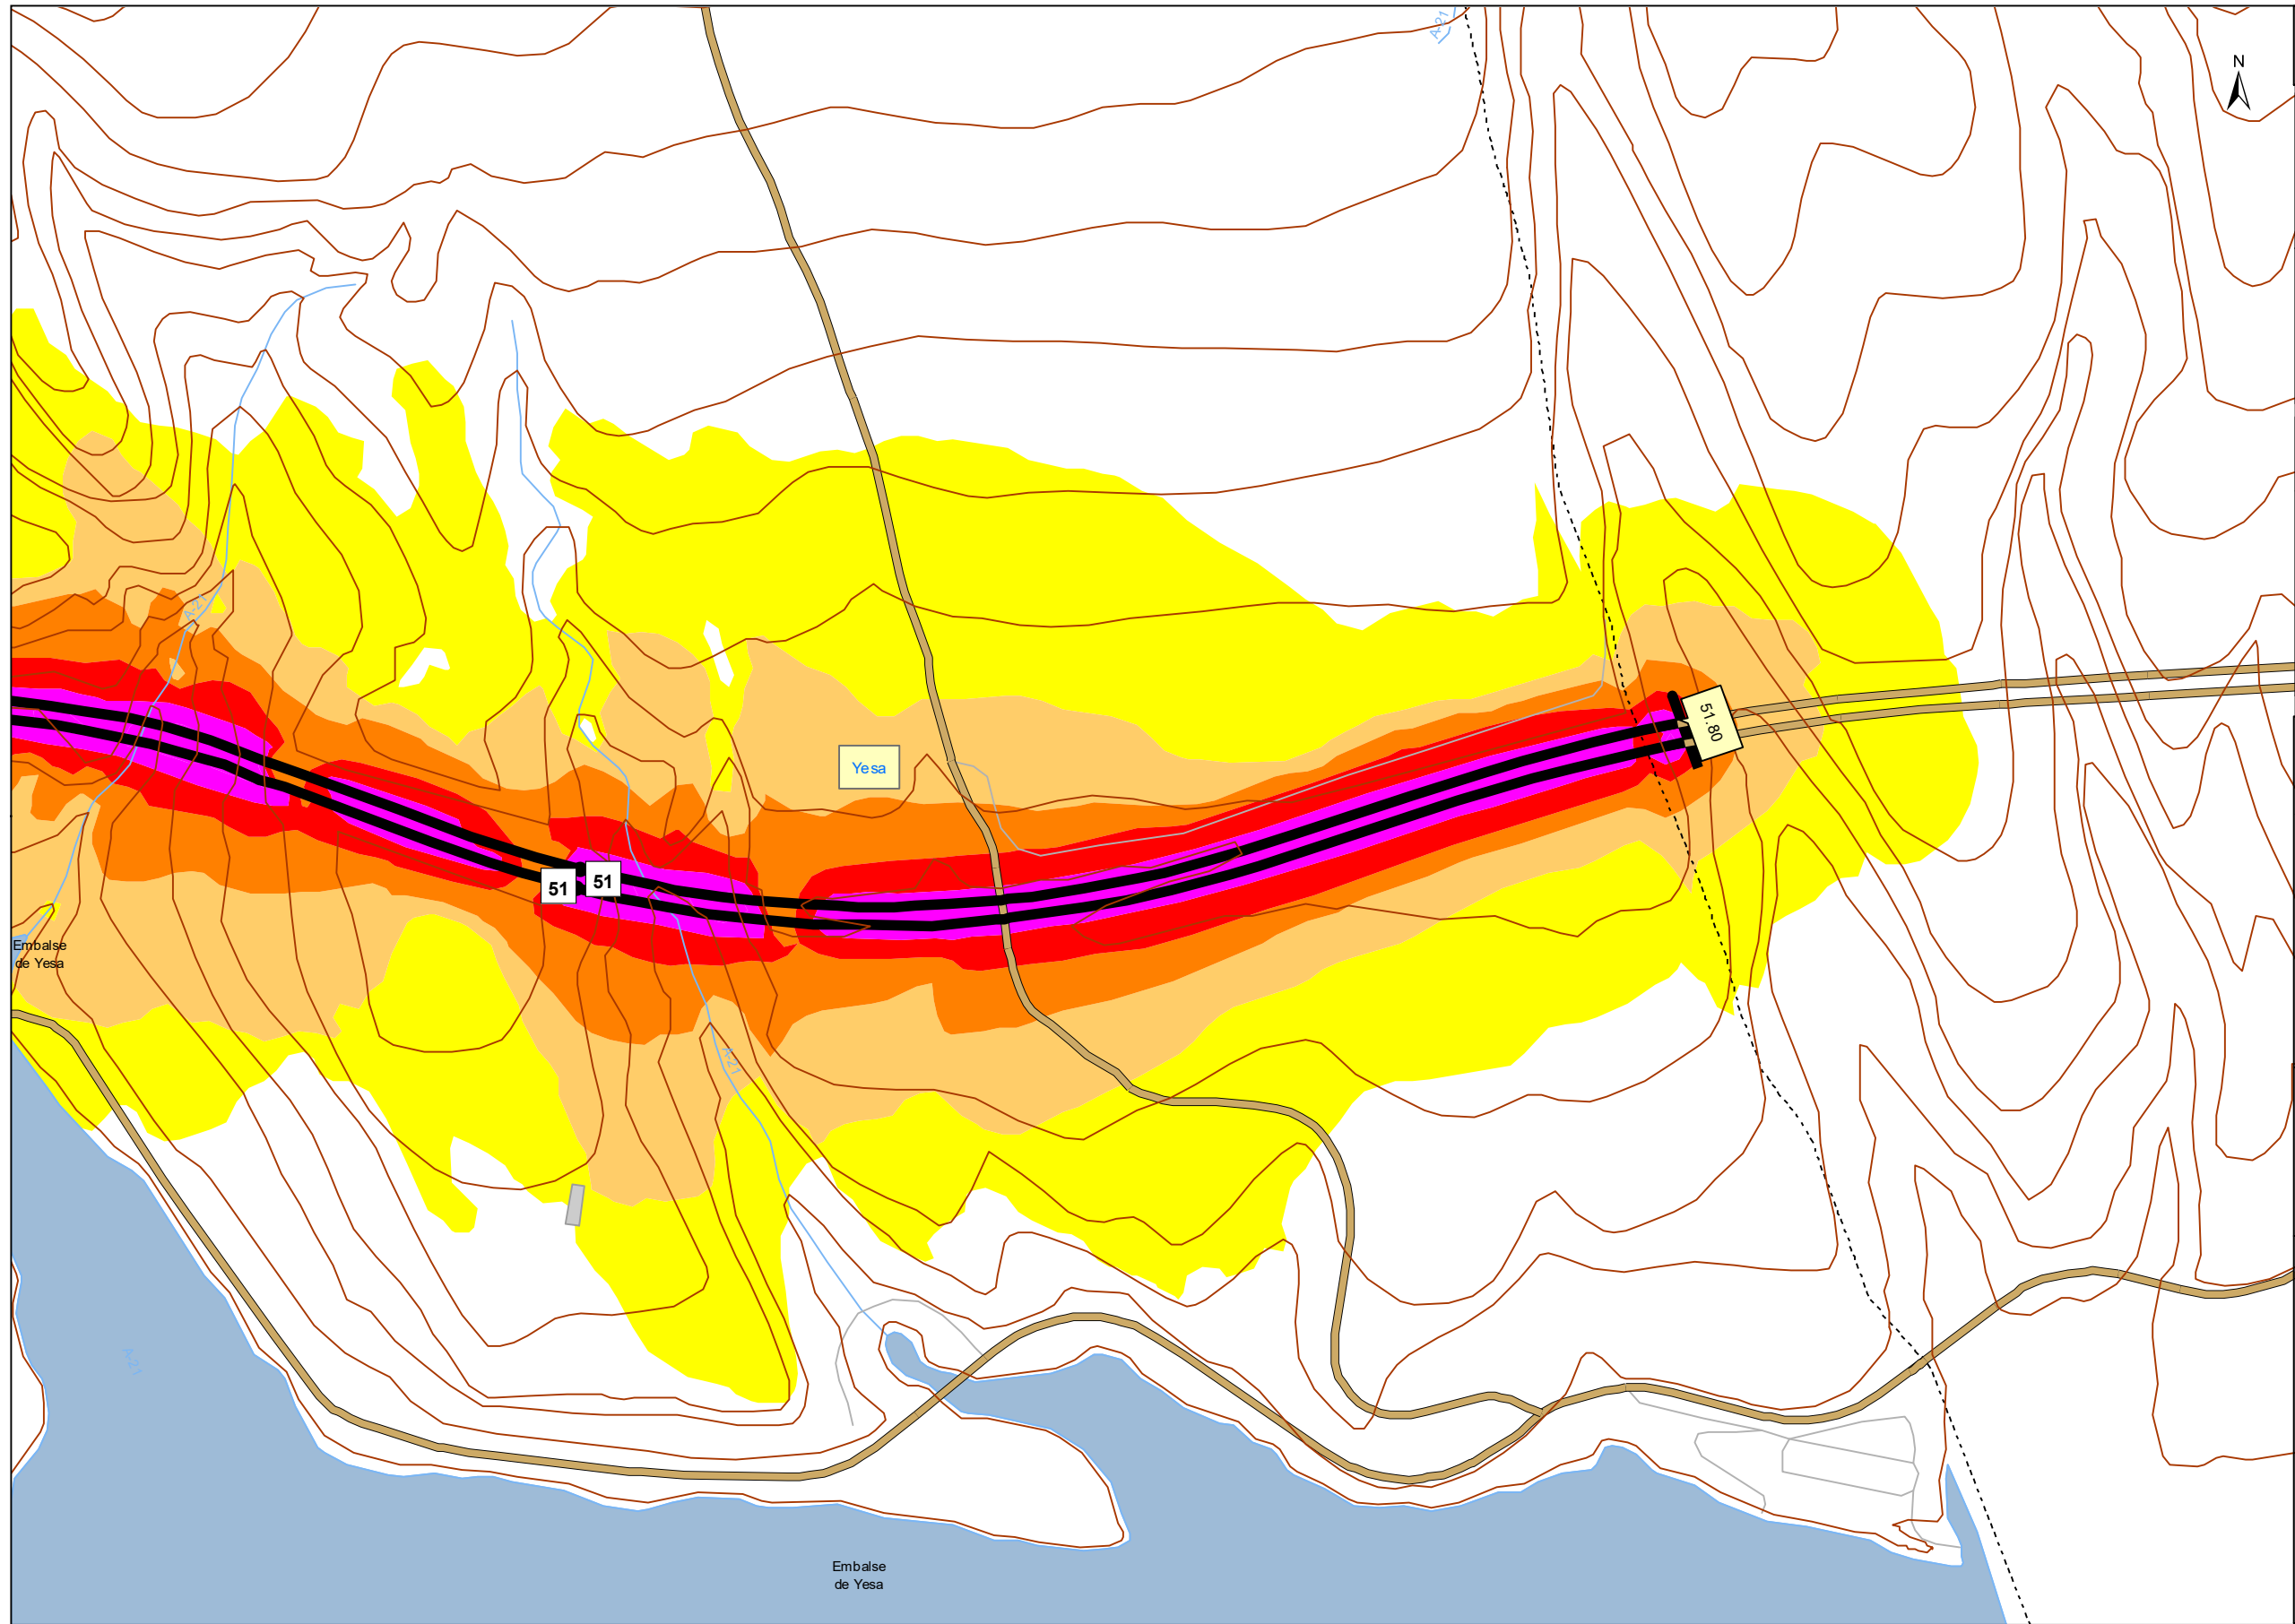 A-21
N
A-21
51.80
Yesa
51
51
Embalse
de Yesa
A-21
A-21
Embalse
de Yesa